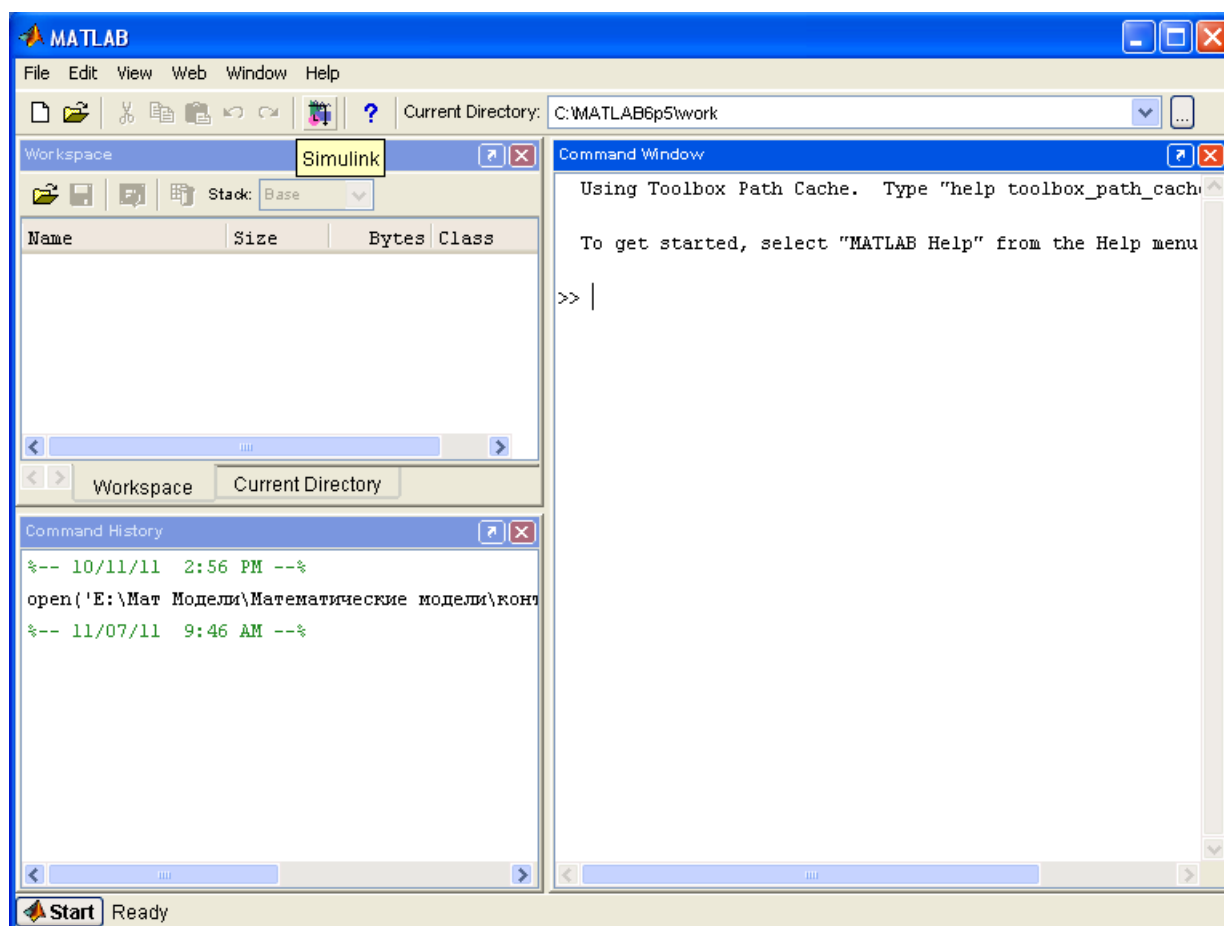 MATLAB
File Edit View Web Window Help
? Current Directory: C:\MATLAB6p5\work ...
Simulink
Workspace
Stack: Base
Name Size Bytes Class
Workspace Current Directory
Command History
%-- 10/11/11 2:56 PM --%
open('E:\Мат Модели\Математические модели\конт
%-- 11/07/11 9:46 AM --%
Command Window
Using Toolbox Path Cache. Type "help toolbox_path_cach
To get started, select "MATLAB Help" from the Help menu
>>
Start Ready